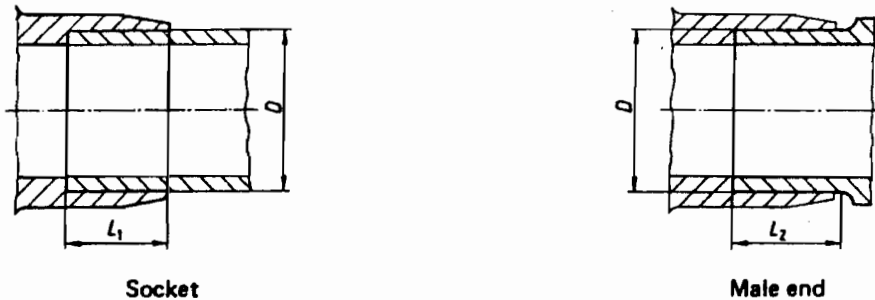 D
D
L₁
L₂
Socket
Male end